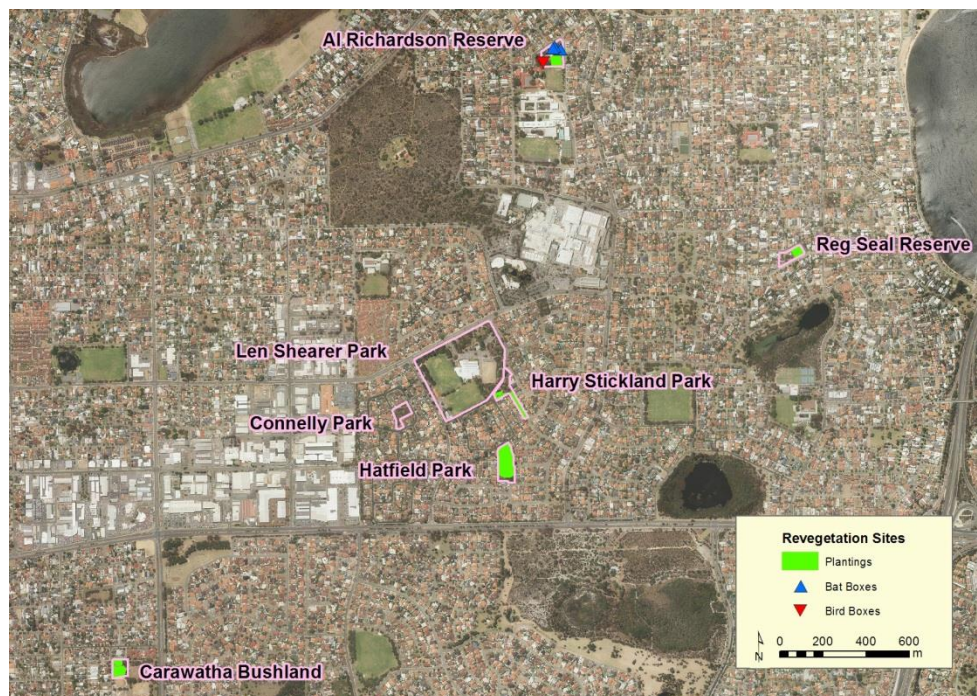 Al Richardson Reserve
Reg Seal Reserve
Len Shearer Park
Harry Stickland Park
Connelly Park
Hatfield Park
Carawatha Bushland
Revegetation Sites
Plantings
Bat Boxes
Bird Boxes
N
0 200 400 600
m